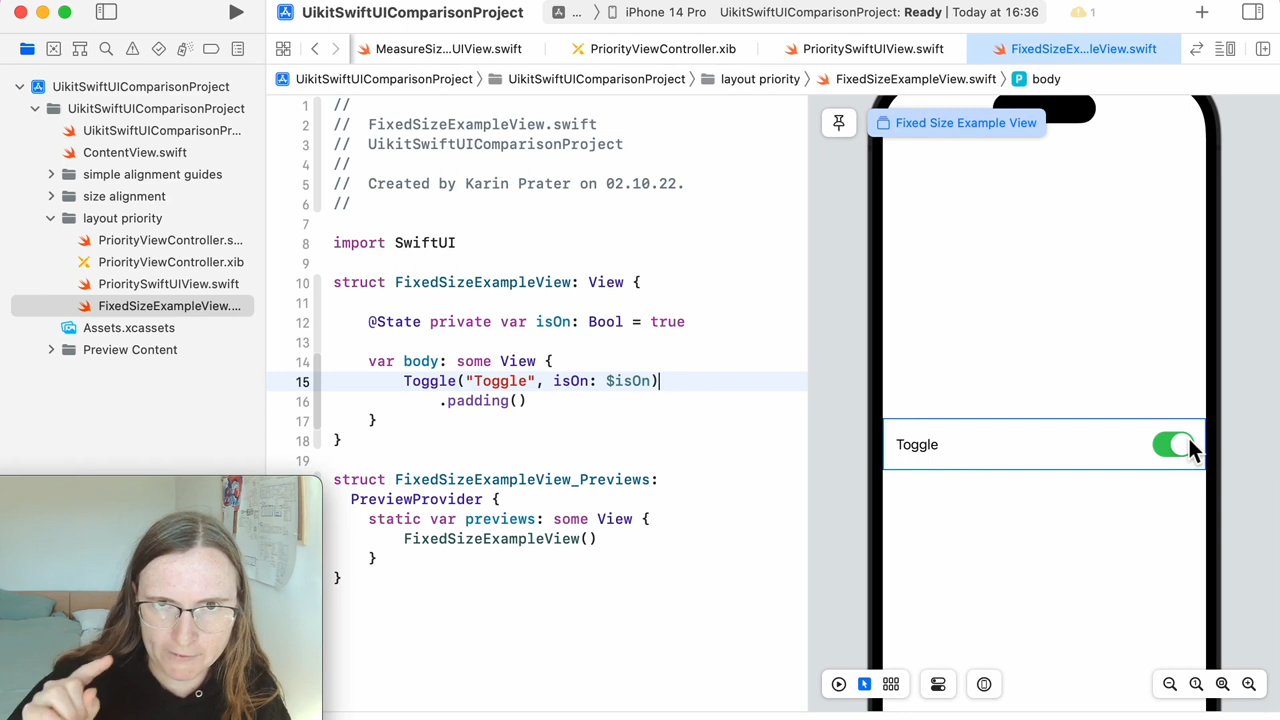 UikitSwiftUIComparisonProject
... 〉 iPhone 14 Pro
UikitSwiftUIComparisonProject: Ready | Today at 16:36
1
MeasureSiz...UIView.swift
PriorityViewController.xib
PrioritySwiftUIView.swift
FixedSizeEx...leView.swift
UikitSwiftUIComparisonProject 〉 UikitSwiftUIComparisonProject 〉 layout priority 〉 FixedSizeExampleView.swift 〉 P body
UikitSwiftUIComparisonProject
UikitSwiftUIComparisonProject
UikitSwiftUIComparisonPr...
ContentView.swift
simple alignment guides
size alignment
layout priority
PriorityViewController.s...
PriorityViewController.xib
PrioritySwiftUIView.swift
FixedSizeExampleView....
Assets.xcassets
Preview Content
1 //
2 //  FixedSizeExampleView.swift
3 //  UikitSwiftUIComparisonProject
4 //
5 //  Created by Karin Prater on 02.10.22.
6 //
7
8 import SwiftUI
9
10 struct FixedSizeExampleView: View {
11
12     @State private var isOn: Bool = true
13
14     var body: some View {
15         Toggle("Toggle", isOn: $isOn)
16             .padding()
17     }
18 }
19
struct FixedSizeExampleView_Previews:
PreviewProvider {
static var previews: some View {
FixedSizeExampleView()
}
}
Fixed Size Example View
Toggle